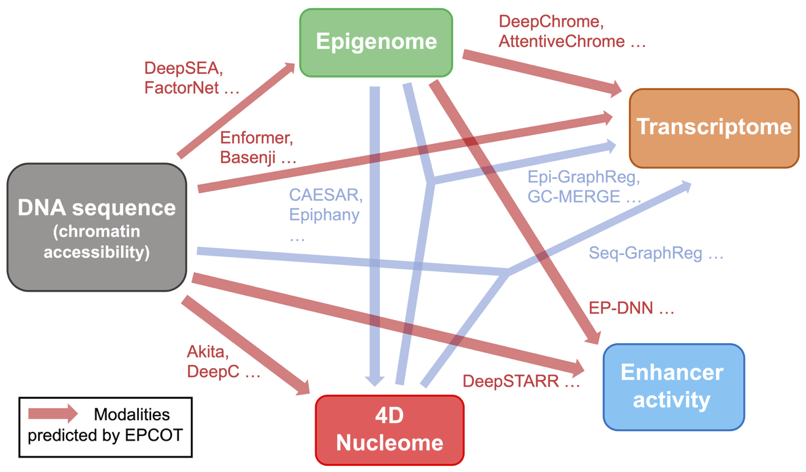 DeepChrome,
AttentiveChrome ...
Epigenome
DeepSEA,
FactorNet ...
Transcriptome
Enformer,
Basenji ...
CAESAR,
Epiphany
...
Epi-GraphReg,
GC-MERGE ...
DNA sequence
(chromatin
accessibility)
Seq-GraphReg ...
EP-DNN ...
Akita,
DeepC ...
DeepSTARR ...
Enhancer
activity
4D
Nucleome
Modalities
predicted by EPCOT